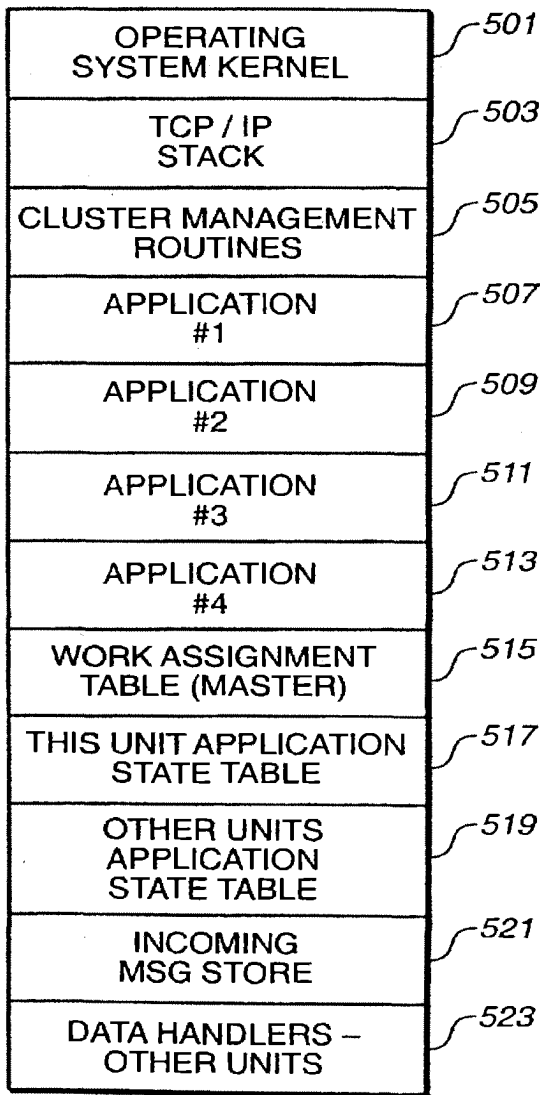 OPERATING
SYSTEM KERNEL
501
TCP / IP
STACK
503
CLUSTER MANAGEMENT
ROUTINES
505
APPLICATION
#1
507
APPLICATION
#2
509
APPLICATION
#3
511
APPLICATION
#4
513
WORK ASSIGNMENT
TABLE (MASTER)
515
THIS UNIT APPLICATION
STATE TABLE
517
OTHER UNITS
APPLICATION
STATE TABLE
519
INCOMING
MSG STORE
521
DATA HANDLERS –
OTHER UNITS
523